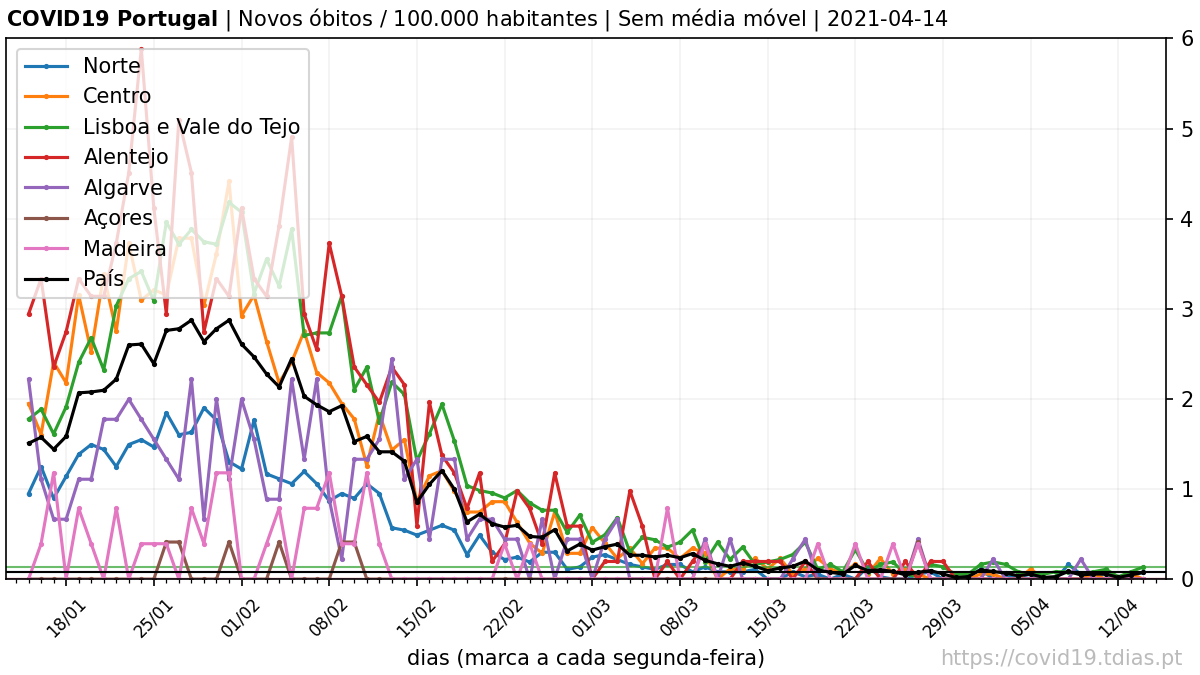 COVID19 Portugal | Novos óbitos / 100.000 habitantes | Sem média móvel | 2021-04-14
Norte
Centro
Lisboa e Vale do Tejo
Alentejo
Algarve
Açores
Madeira
País
6
5
4
3
2
1
0
18/01
25/01
01/02
08/02
15/02
22/02
01/03
08/03
15/03
22/03
29/03
05/04
12/04
dias (marca a cada segunda-feira)
https://covid19.tdias.pt